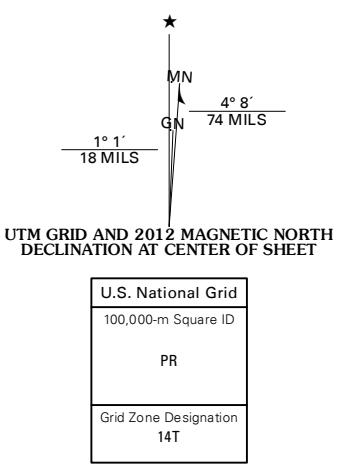 ★
MN
GN
4° 8´
74 MILS
1° 1´
18 MILS
UTM GRID AND 2012 MAGNETIC NORTH
DECLINATION AT CENTER OF SHEET
U.S. National Grid
100,000-m Square ID
PR
Grid Zone Designation
14T